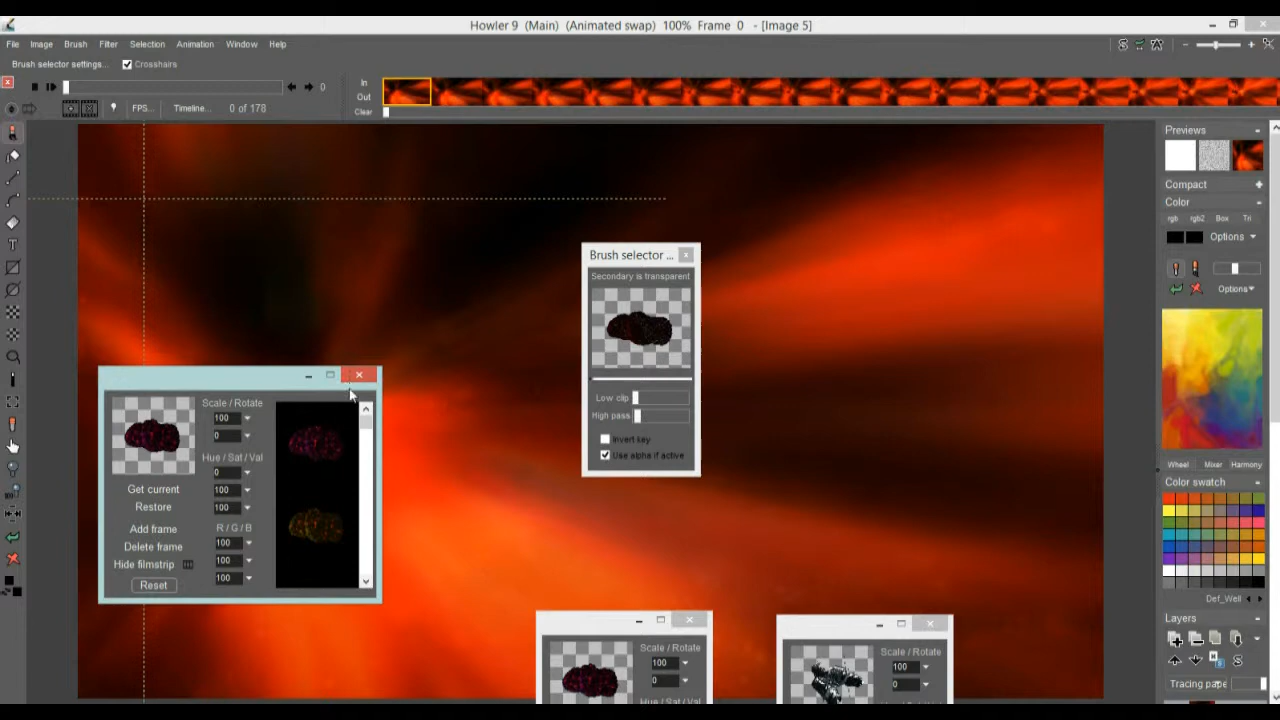 Howler 9 (Main) (Animated swap) 100% Frame 0 - [Image 5]
File Image Brush Filter Selection Animation Window Help
Brush selector settings... Crosshairs
0 In
Out
FPS... Timeline... 0 of 178 Clear
Previews
Compact
Color
rgb rgb2 Box Tri
Options
Options
Wheel Mixer Harmony
Color swatch
Def_Well
Layers
Tracing pape
Brush selector ...
Secondary is transparent
Low clip
High pass
Invert key
Use alpha if active
Scale / Rotate
100
0
Hue / Sat / Val
0
Get current 100
Restore 100
Add frame R / G / B
Delete frame 100
Hide filmstrip 100
Reset 100
Scale / Rotate
100
0
Hue / Sat / Val
Scale / Rotate
100
0